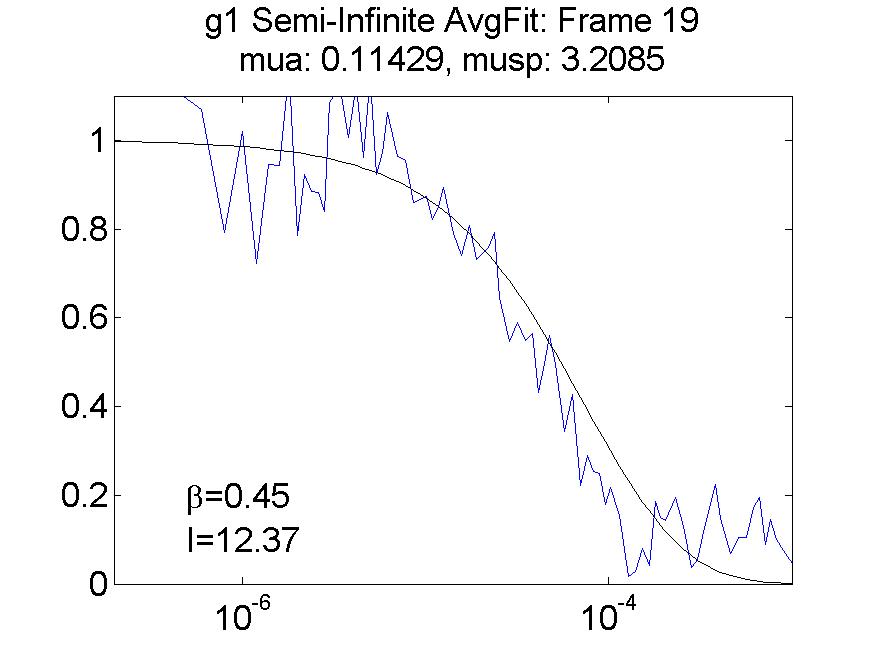 g1 Semi-Infinite AvgFit: Frame 19
mua: 0.11429, musp: 3.2085
1
0.8
0.6
0.4
0.2
0
β=0.45
I=12.37
10^-6 10^-4